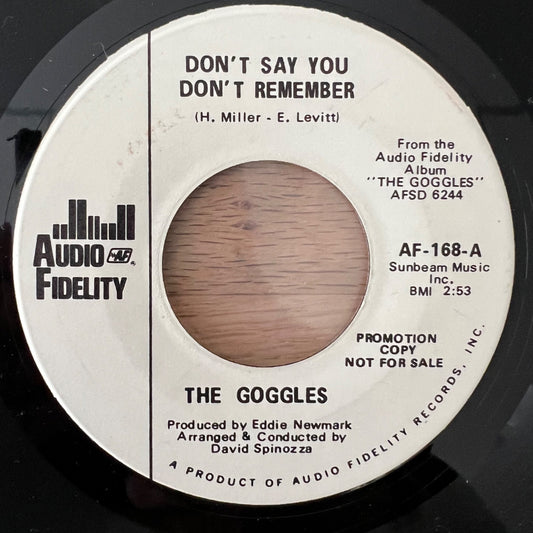 DON'T SAY YOU
DON'T REMEMBER
(H. Miller - E. Levitt)
From the
Audio Fidelity
Album
"THE GOGGLES"
AFSD 6244
AUDIO AF®
FIDELITY
AF-168-A
Sunbeam Music
Inc.
BMI 2:53
PROMOTION
COPY
NOT FOR SALE
THE GOGGLES
Produced by Eddie Newmark
Arranged & Conducted by
David Spinozza
A PRODUCT OF AUDIO FIDELITY RECORDS, INC.